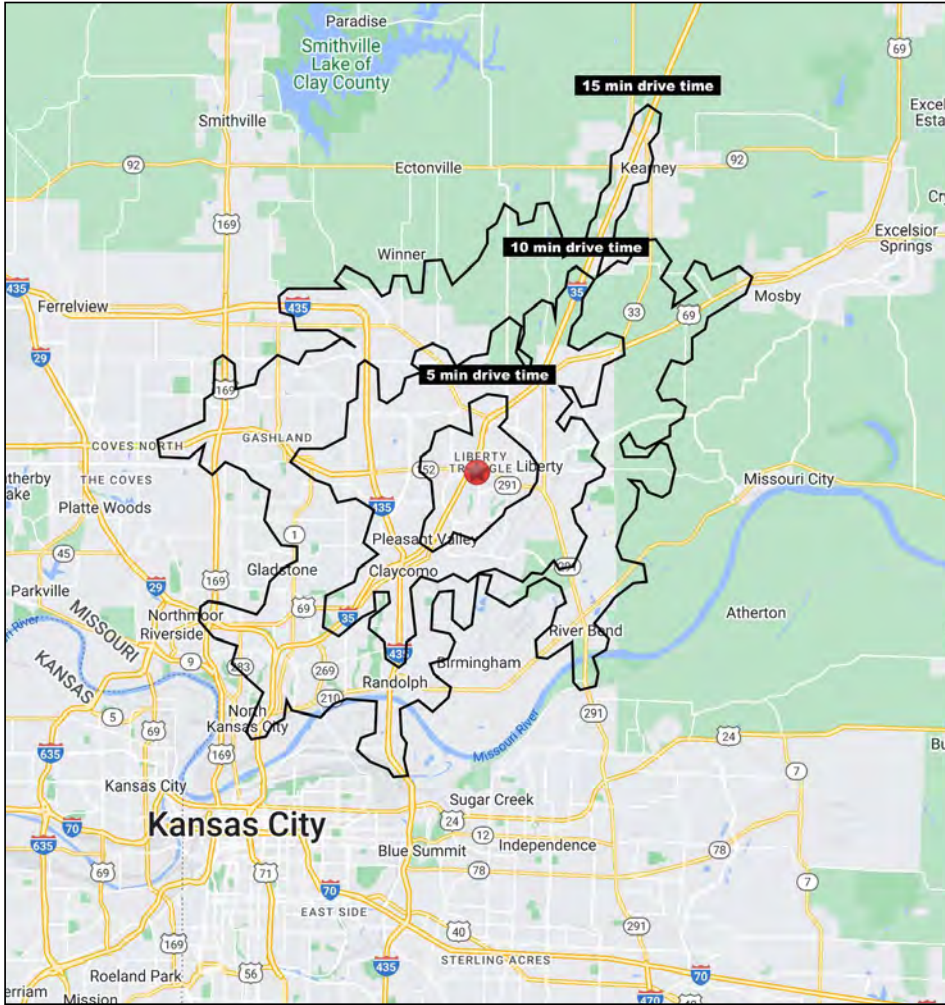 Paradise
69
Smithville
Lake of
Clay County
15 min drive time
Excel
Esta
Smithville
92
Ectonville
Kearney
92
Cry
169
Excelsior
Springs
10 min drive time
Winner
435
35
Mosby
Ferrelview
435
33
69
29
5 min drive time
169
COVES NORTH
GASHLAND
LIBERTY
TRIANGLE
152
Liberty
291
THE COVES
Missouri City
Platte Woods
435
1
Pleasant Valley
45
Gladstone
Claycomo
291
29
169
Parkville
69
35
Atherton
Northmoor
Riverside
MISSOURI
River Bend
KANSAS
9
283
269
435
Birmingham
Randolph
210
North
Kansas City
5
69
291
Missouri River
24
635
169
7
Kansas City
Sugar Creek
70
24
Kansas City
12
Independence
635
Blue Summit
78
78
69
71
7
70
EAST SIDE
40
291
169
56
435
STERLING ACRES
70
Roeland Park
Mission
470